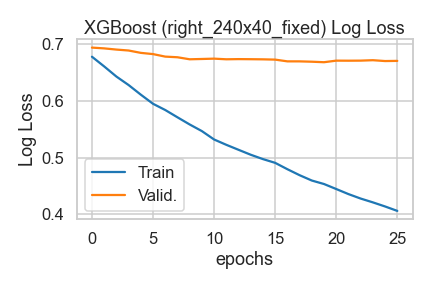 XGBoost (right_240x40_fixed) Log Loss
0.7
0.6
0.5
0.4
Log Loss
Train
Valid.
0 5 10 15 20 25
epochs